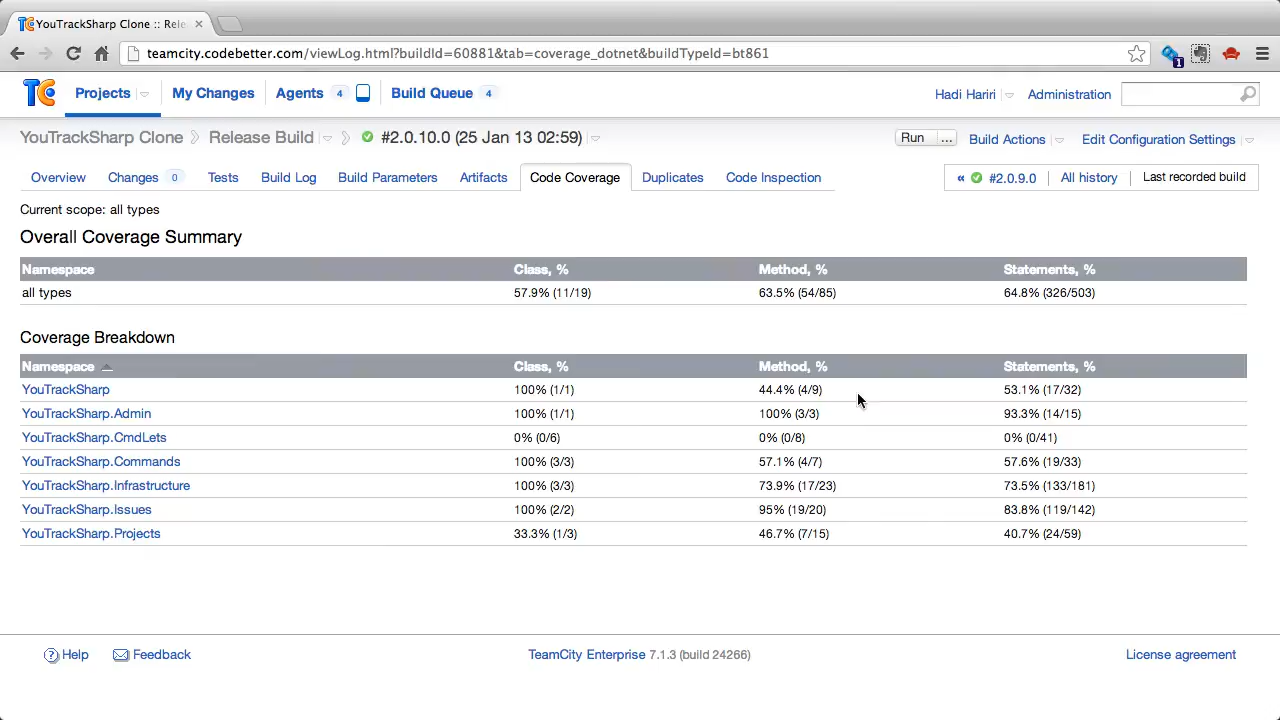 YouTrackSharp Clone :: Rele
teamcity.codebetter.com/viewLog.html?buildId=60881&tab=coverage_dotnet&buildTypeId=bt861
1
TC Projects My Changes Agents 4 Build Queue 4 Hadi Hariri Administration
YouTrackSharp Clone Release Build #2.0.10.0 (25 Jan 13 02:59) Run ... Build Actions Edit Configuration Settings
Overview Changes 0 Tests Build Log Build Parameters Artifacts Code Coverage Duplicates Code Inspection « #2.0.9.0 All history Last recorded build
Current scope: all types
Overall Coverage Summary
Namespace Class, % Method, % Statements, %
all types 57.9% (11/19) 63.5% (54/85) 64.8% (326/503)
Coverage Breakdown
Namespace Class, % Method, % Statements, %
YouTrackSharp 100% (1/1) 44.4% (4/9) 53.1% (17/32)
YouTrackSharp.Admin 100% (1/1) 100% (3/3) 93.3% (14/15)
YouTrackSharp.CmdLets 0% (0/6) 0% (0/8) 0% (0/41)
YouTrackSharp.Commands 100% (3/3) 57.1% (4/7) 57.6% (19/33)
YouTrackSharp.Infrastructure 100% (3/3) 73.9% (17/23) 73.5% (133/181)
YouTrackSharp.Issues 100% (2/2) 95% (19/20) 83.8% (119/142)
YouTrackSharp.Projects 33.3% (1/3) 46.7% (7/15) 40.7% (24/59)
? Help Feedback TeamCity Enterprise 7.1.3 (build 24266) License agreement